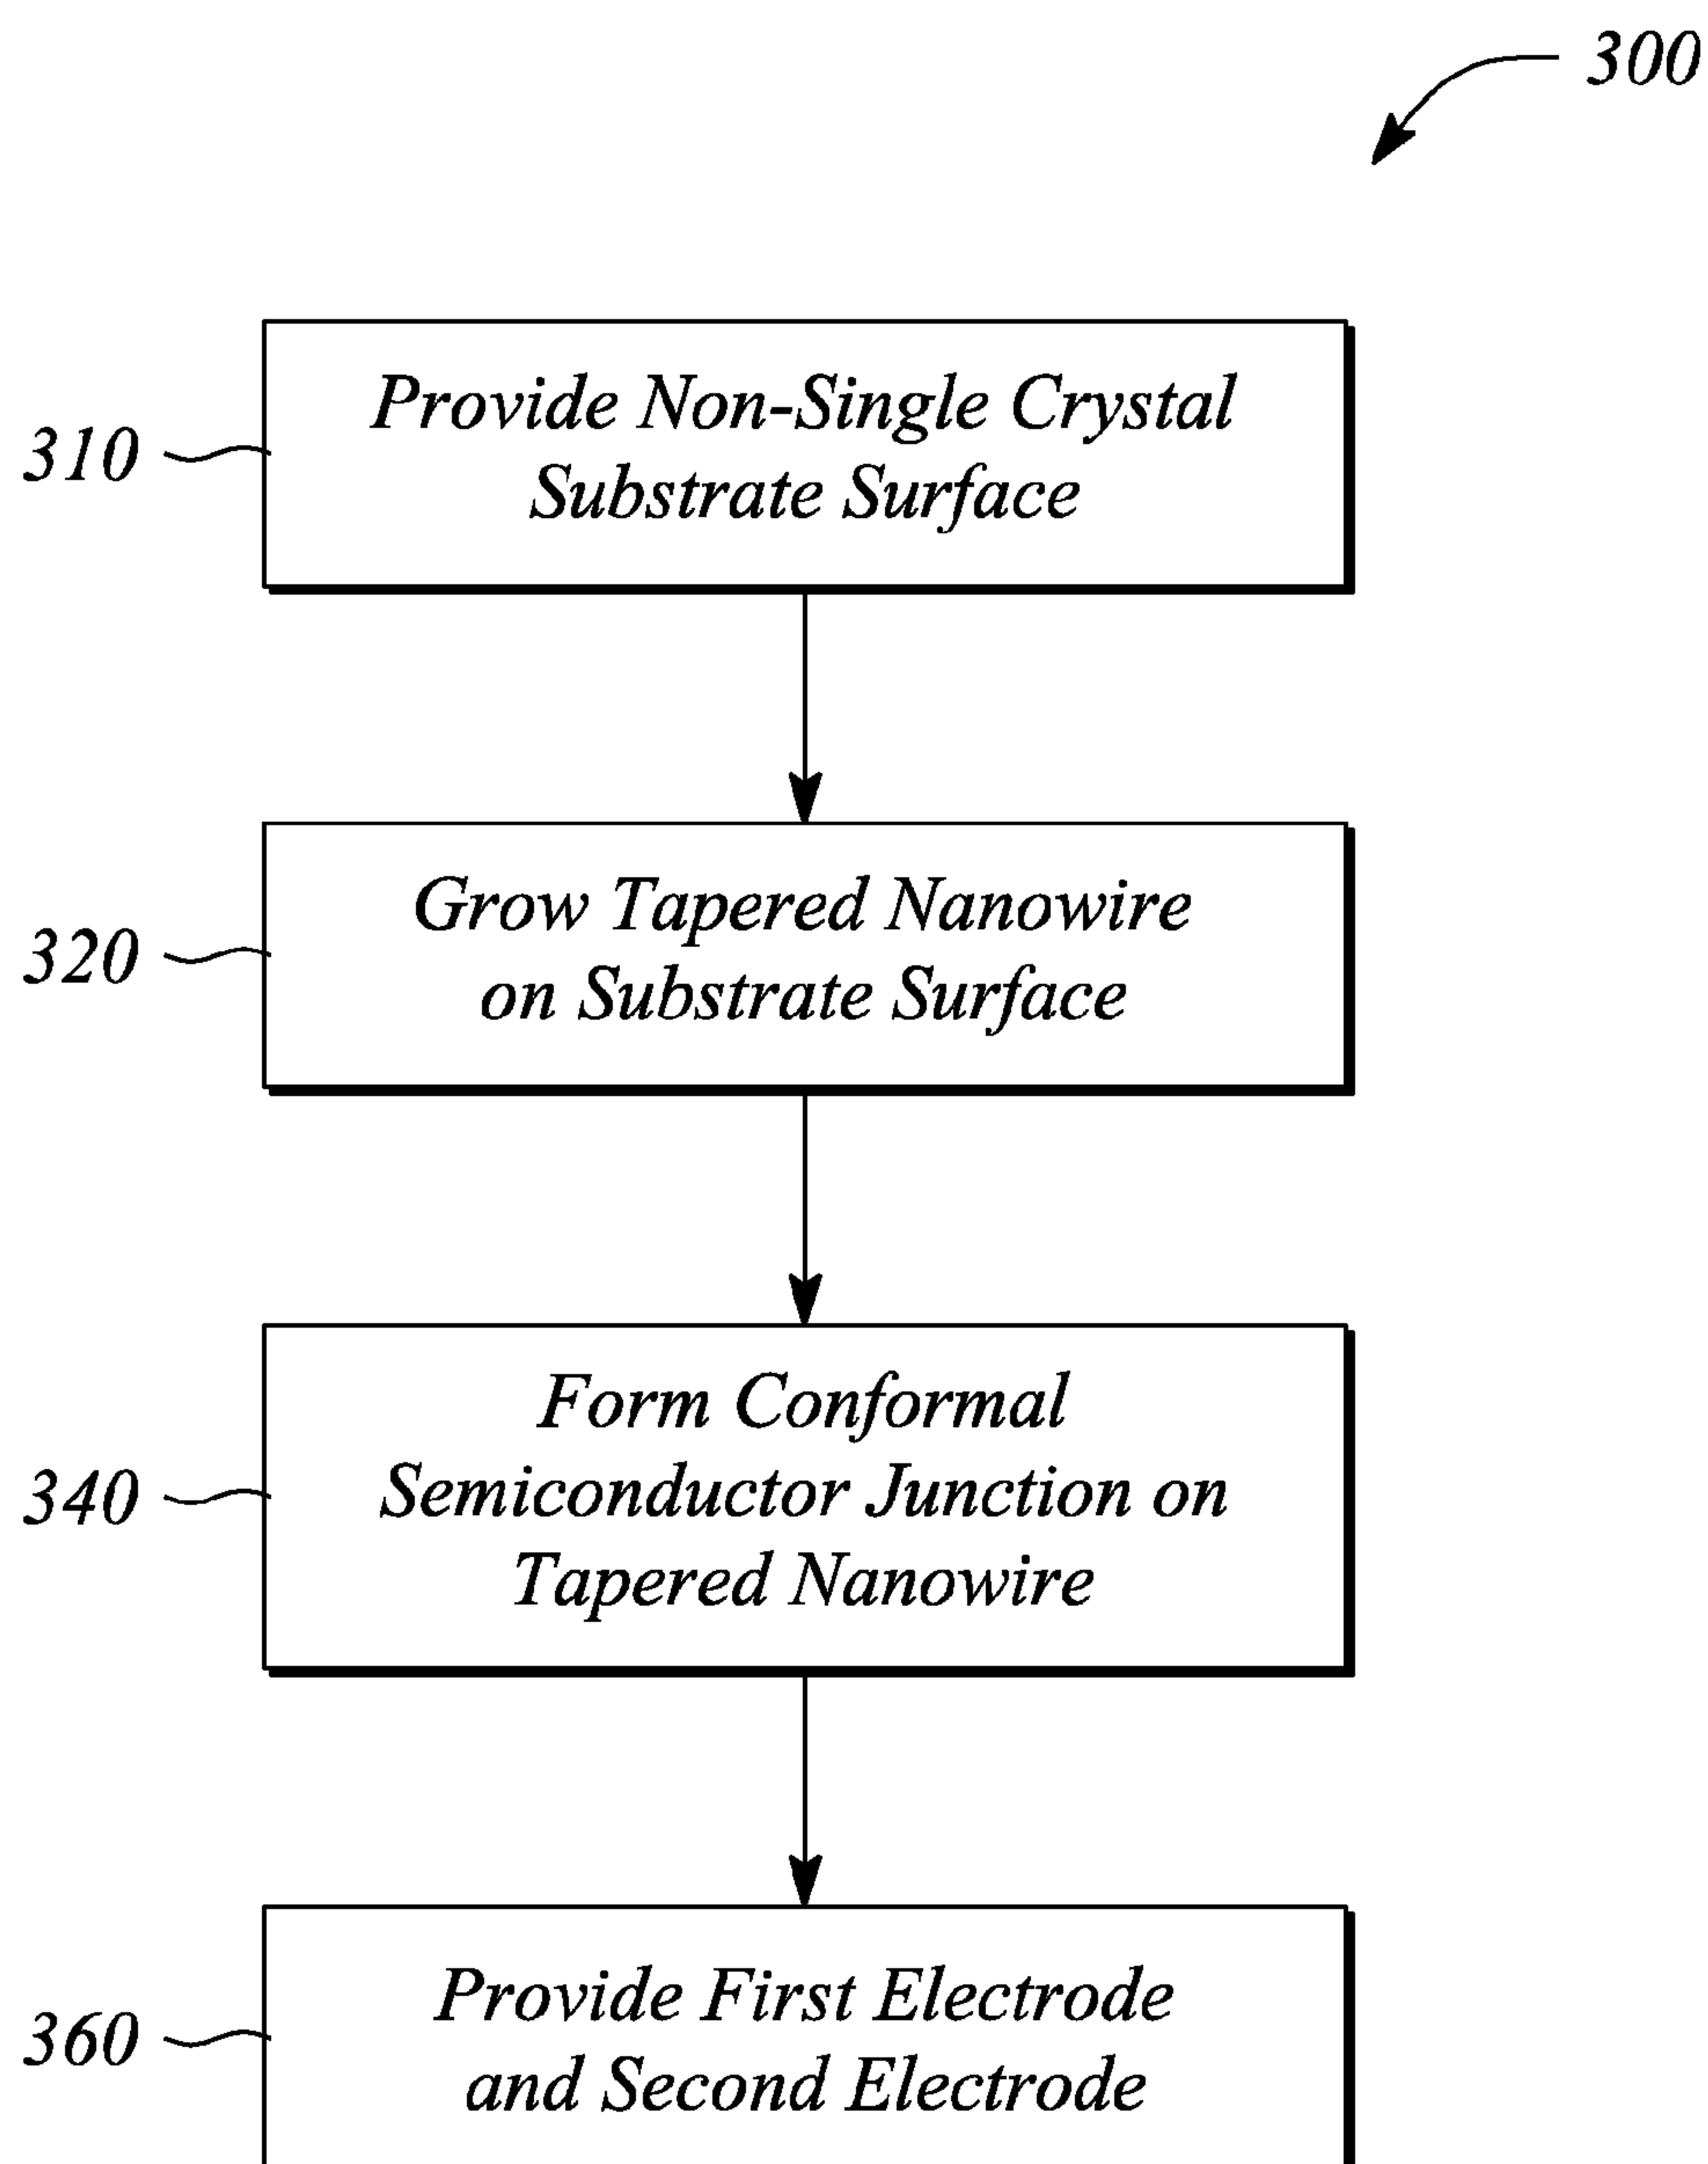 300
310
Provide Non-Single Crystal
Substrate Surface
320
Grow Tapered Nanowire
on Substrate Surface
340
Form Conformal
Semiconductor Junction on
Tapered Nanowire
360
Provide First Electrode
and Second Electrode